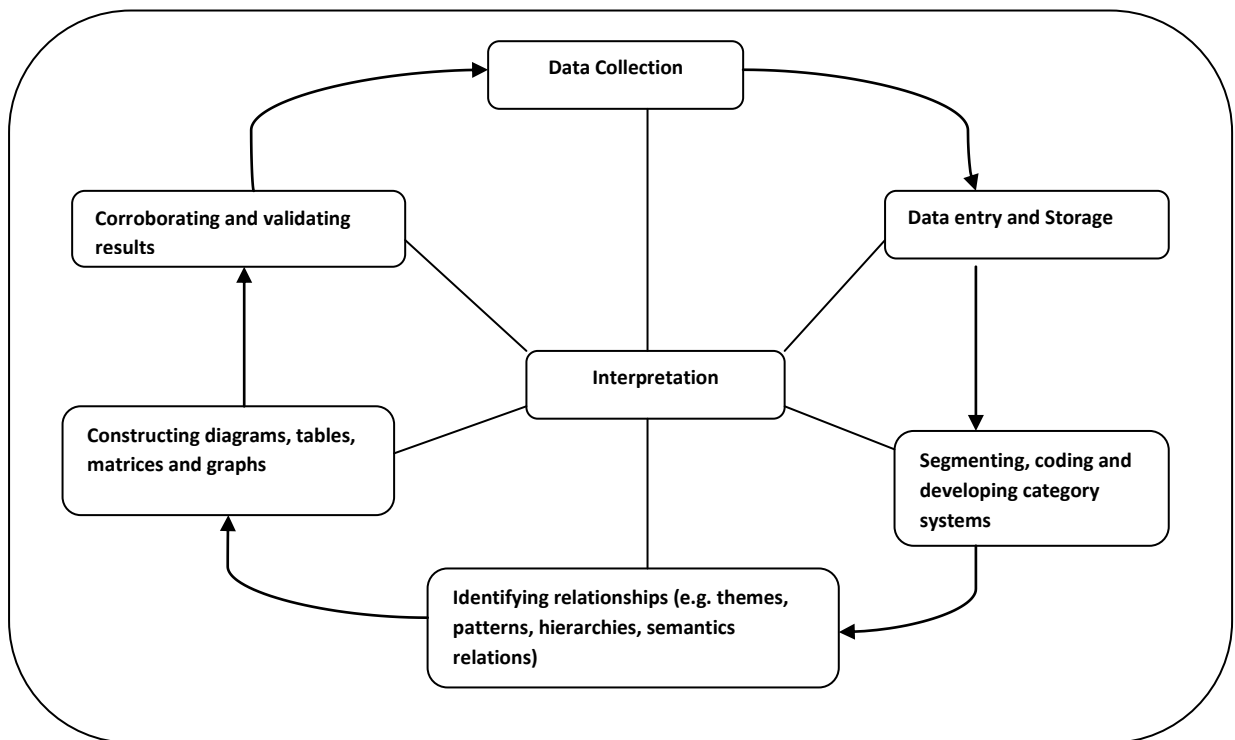 Data Collection
Corroborating and validating
results
Data entry and Storage
Interpretation
Constructing diagrams, tables,
matrices and graphs
Segmenting, coding and
developing category
systems
Identifying relationships (e.g. themes,
patterns, hierarchies, semantics
relations)